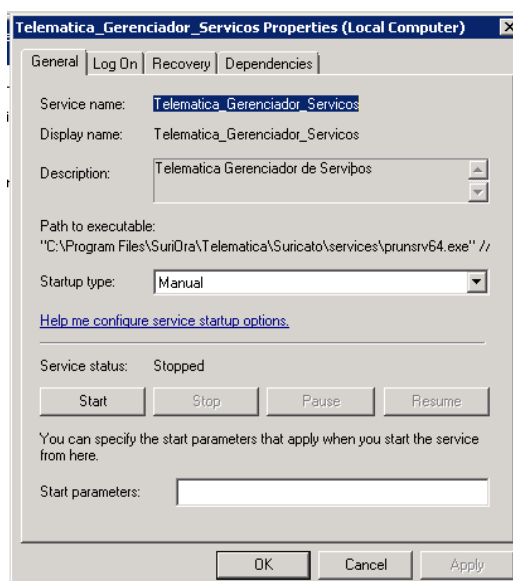 Telematica_Gerenciador_Servicos Properties (Local Computer)
General Log On Recovery Dependencies
Service name: Telematica_Gerenciador_Servicos
Display name: Telematica_Gerenciador_Servicos
Description: Telematica Gerenciador de Serviþos
Path to executable:
"C:\Program Files\SuriOra\Telematica\Suricato\services\prunsrv64.exe" //
Startup type: Manual
Help me configure service startup options.
Service status: Stopped
Start Stop Pause Resume
You can specify the start parameters that apply when you start the service
from here.
Start parameters:
OK Cancel Apply